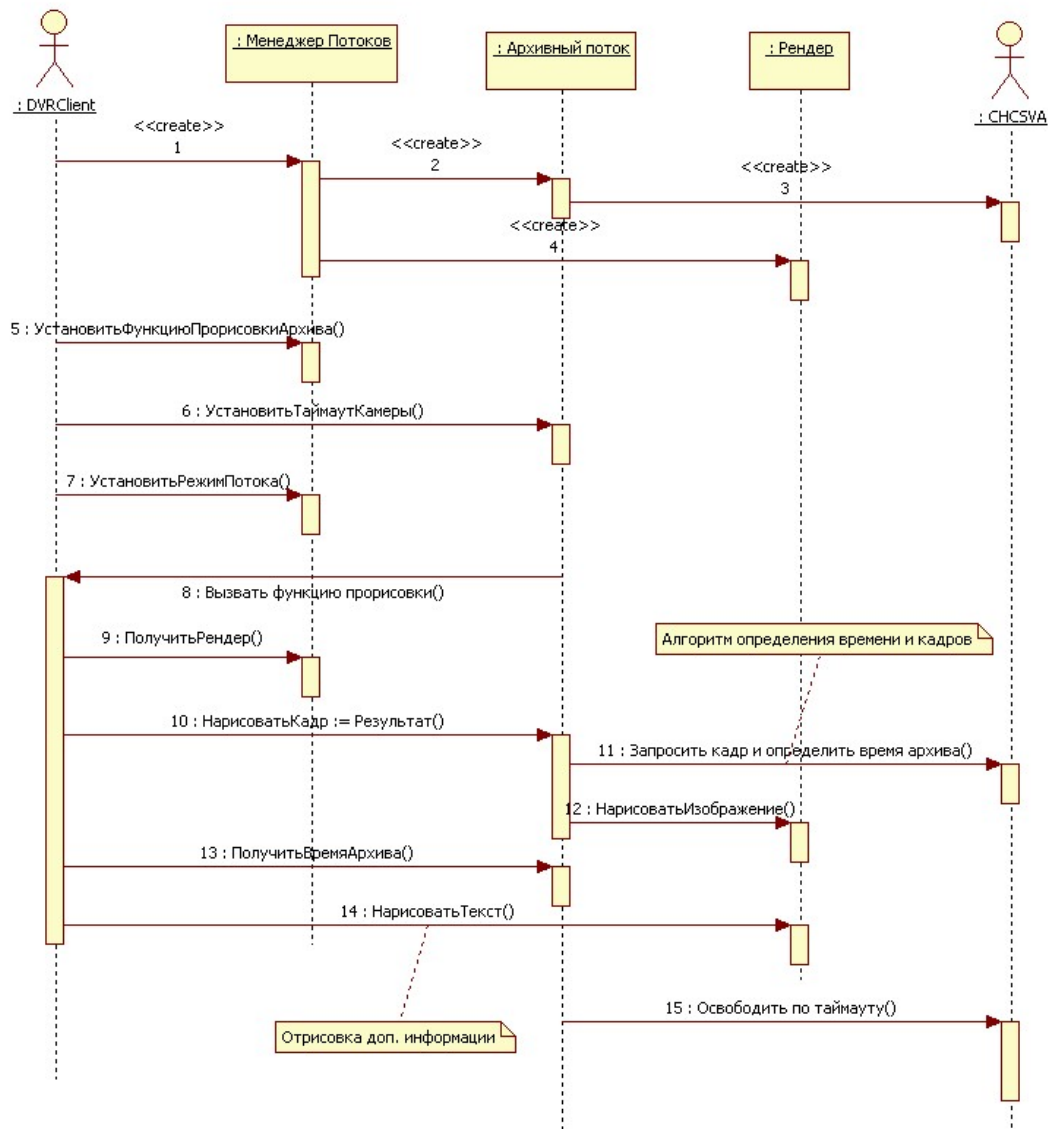 : Менеджер Потоков
: Архивный поток
: Рендер
: DVRClient
: CHCSVA
<<create>>
1
<<create>>
2
<<create>>
3
<<create>>
4
5 : УстановитьФункциюПрорисовкиАрхива()
6 : УстановитьТаймаутКамеры()
7 : УстановитьРежимПотока()
8 : Вызвать функцию прорисовки()
9 : ПолучитьРендер()
Алгоритм определения времени и кадров
10 : НарисоватьКадр := Результат()
11 : Запросить кадр и определить время архива()
12 : НарисоватьИзображение()
13 : ПолучитьВремяАрхива()
14 : НарисоватьТекст()
15 : Освободить по таймауту()
Отрисовка доп. информации